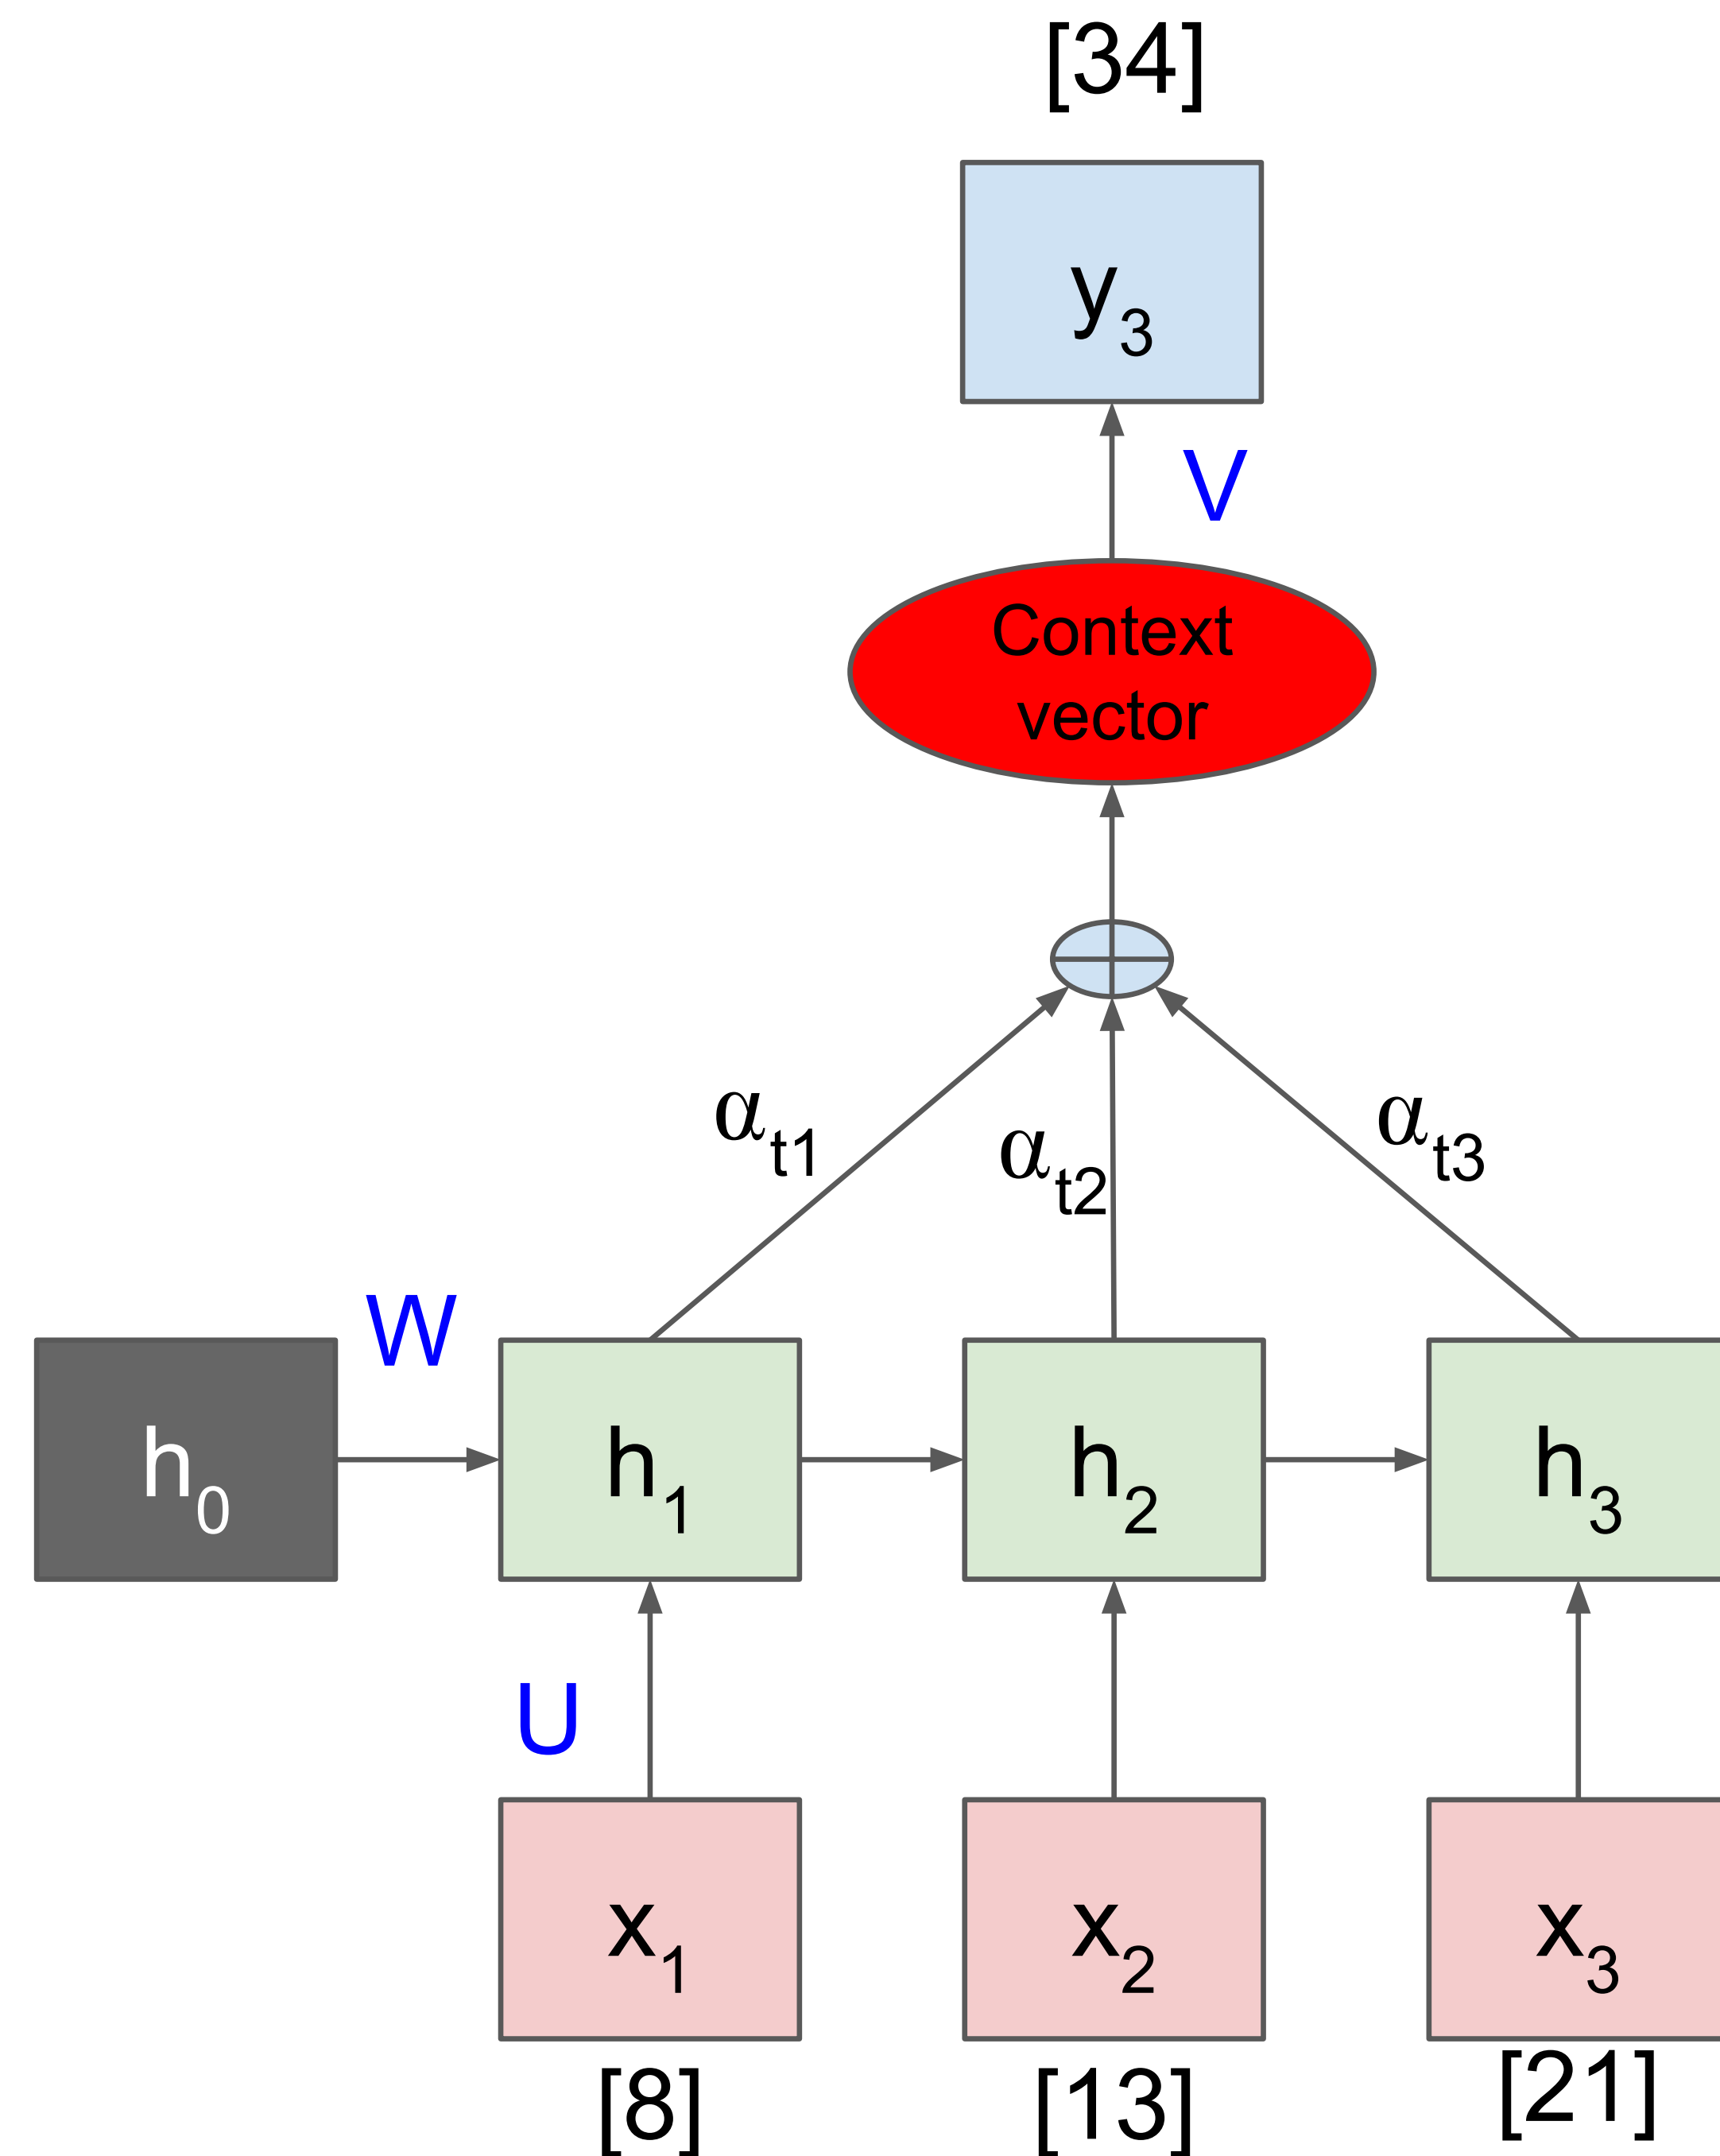 [34]
y3
V
Context
vector
αt1
αt2
αt3
W
h0
h1
h2
h3
U
x1
x2
x3
[8]
[13]
[21]